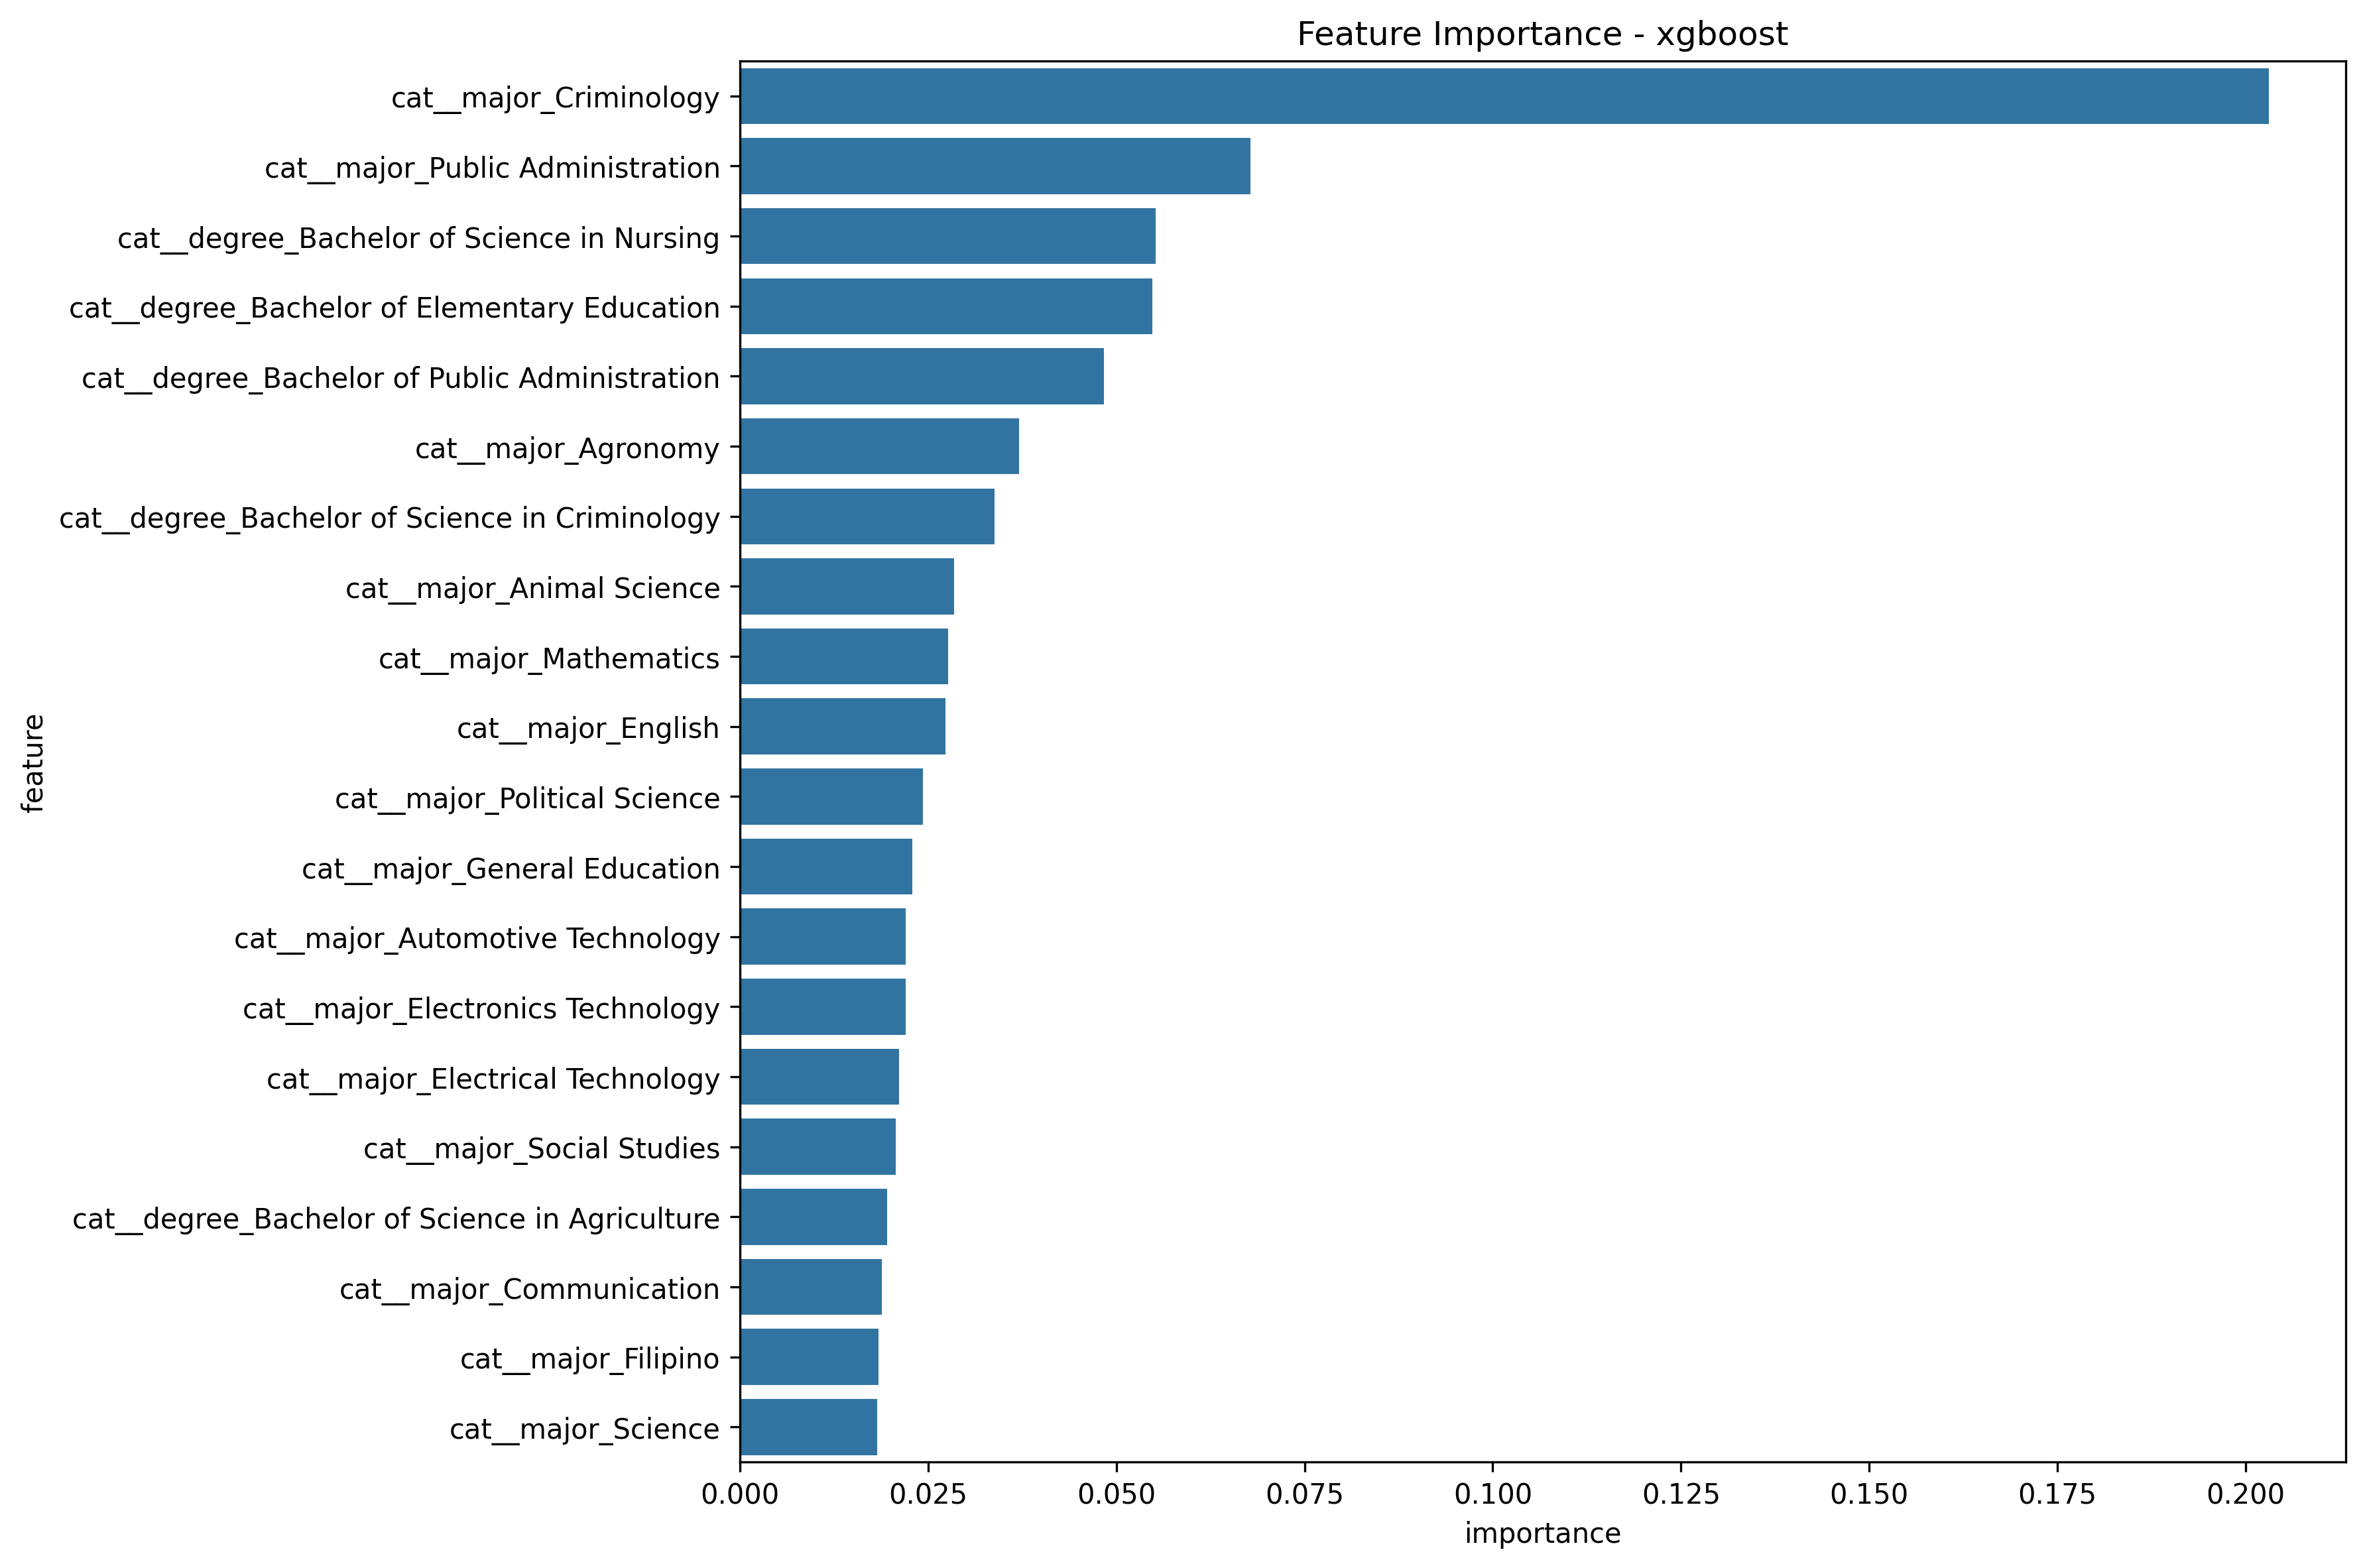 Feature Importance - xgboost
cat__major_Criminology
cat__major_Public Administration
cat__degree_Bachelor of Science in Nursing
cat__degree_Bachelor of Elementary Education
cat__degree_Bachelor of Public Administration
cat__major_Agronomy
cat__degree_Bachelor of Science in Criminology
cat__major_Animal Science
cat__major_Mathematics
cat__major_English
cat__major_Political Science
cat__major_General Education
cat__major_Automotive Technology
cat__major_Electronics Technology
cat__major_Electrical Technology
cat__major_Social Studies
cat__degree_Bachelor of Science in Agriculture
cat__major_Communication
cat__major_Filipino
cat__major_Science
feature
0.000 0.025 0.050 0.075 0.100 0.125 0.150 0.175 0.200
importance